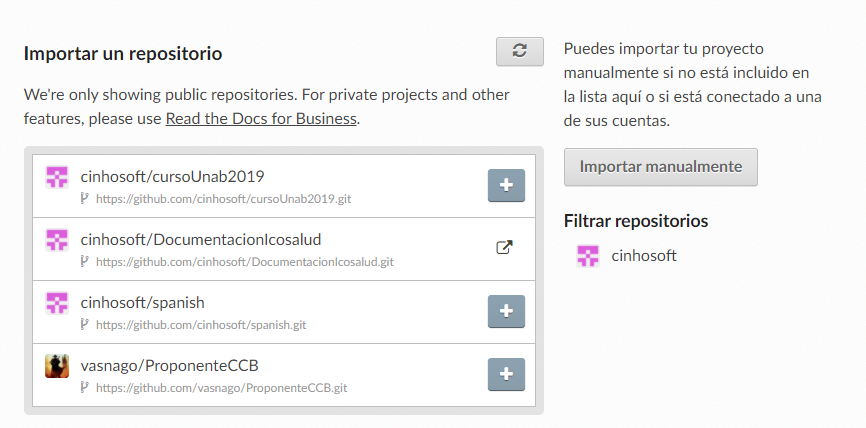 Importar un repositorio
We're only showing public repositories. For private projects and other
features, please use Read the Docs for Business.
cinhosoft/cursoUnab2019
https://github.com/cinhosoft/cursoUnab2019.git
cinhosoft/DocumentacionIcosalud
https://github.com/cinhosoft/DocumentacionIcosalud.git
cinhosoft/spanish
https://github.com/cinhosoft/spanish.git
vasnago/ProponenteCCB
https://github.com/vasnago/ProponenteCCB.git
Puedes importar tu proyecto
manualmente si no está incluido en
la lista aquí o si está conectado a una
de sus cuentas.
Importar manualmente
Filtrar repositorios
cinhosoft